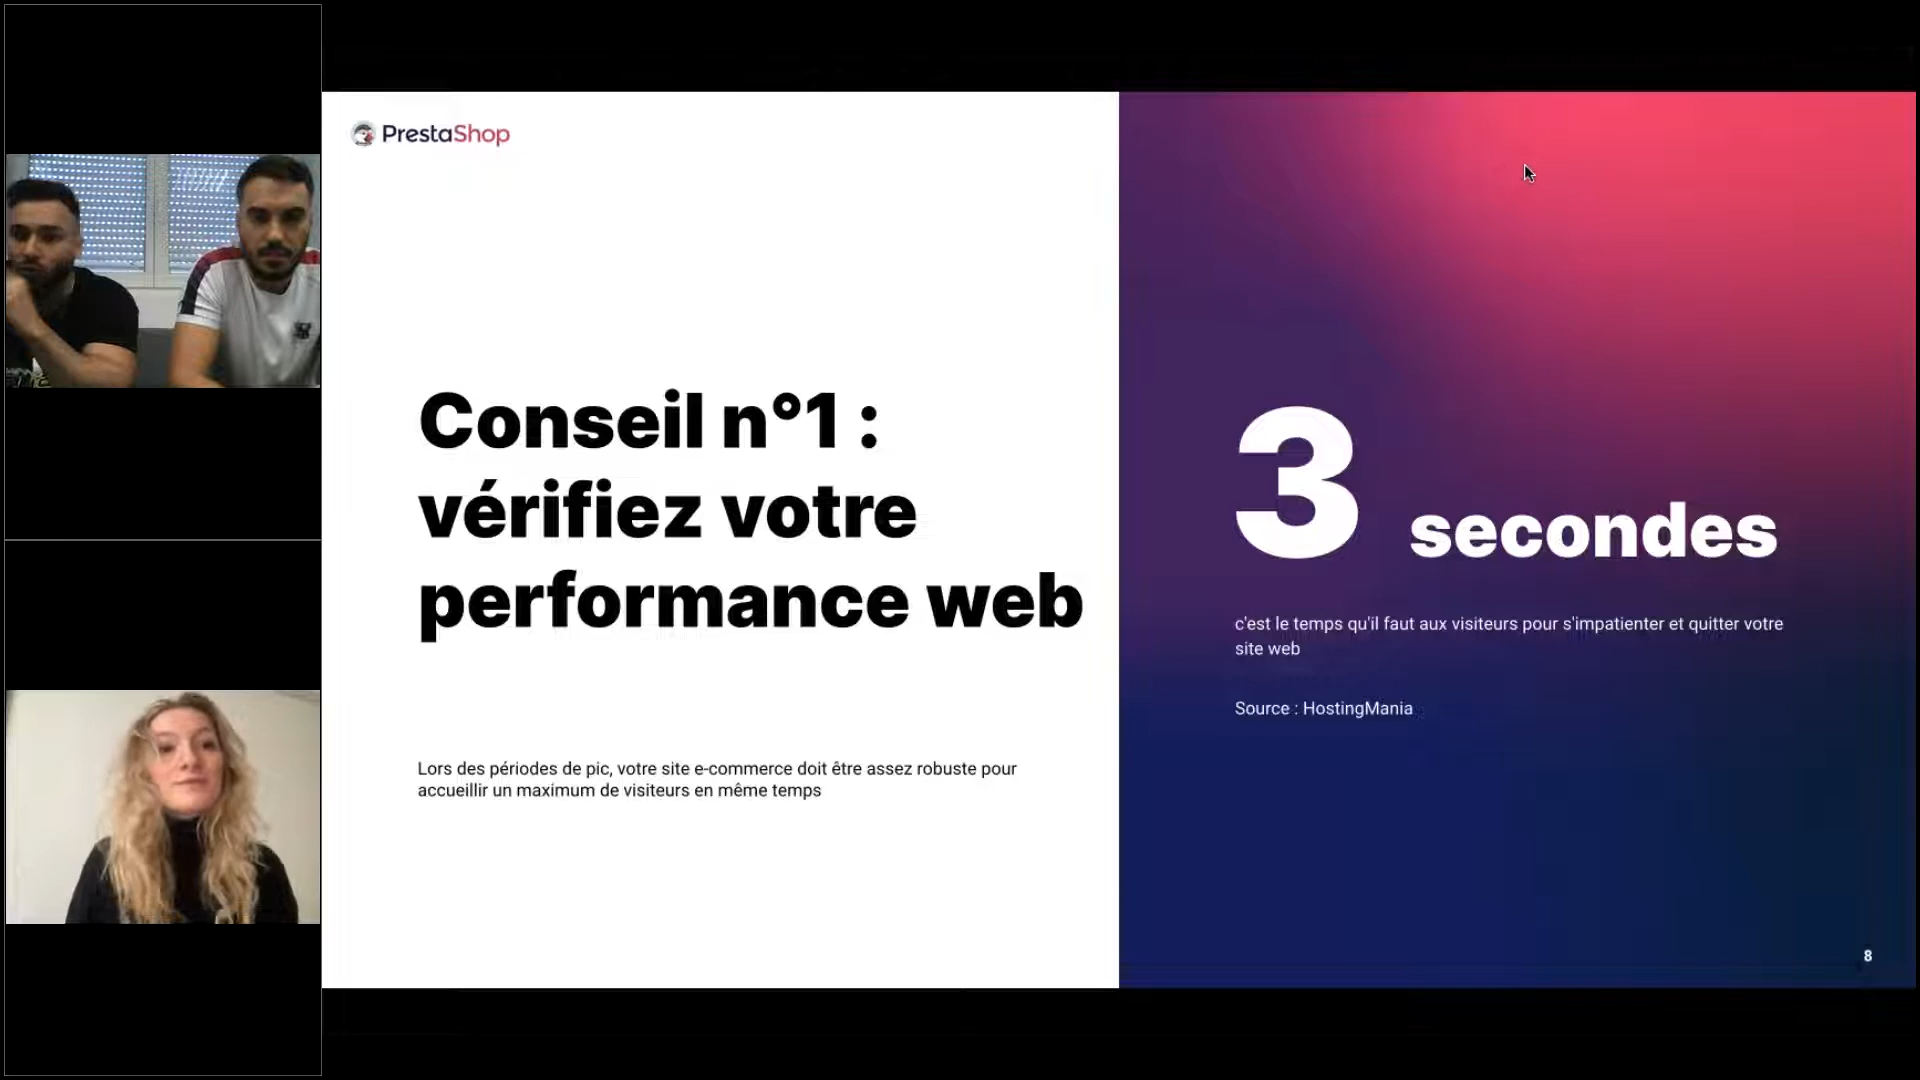 PrestaShop
Conseil n°1 :
vérifiez votre
performance web
Lors des périodes de pic, votre site e-commerce doit être assez robuste pour
accueillir un maximum de visiteurs en même temps
3 secondes
c'est le temps qu'il faut aux visiteurs pour s'impatienter et quitter votre
site web
Source : HostingMania
8